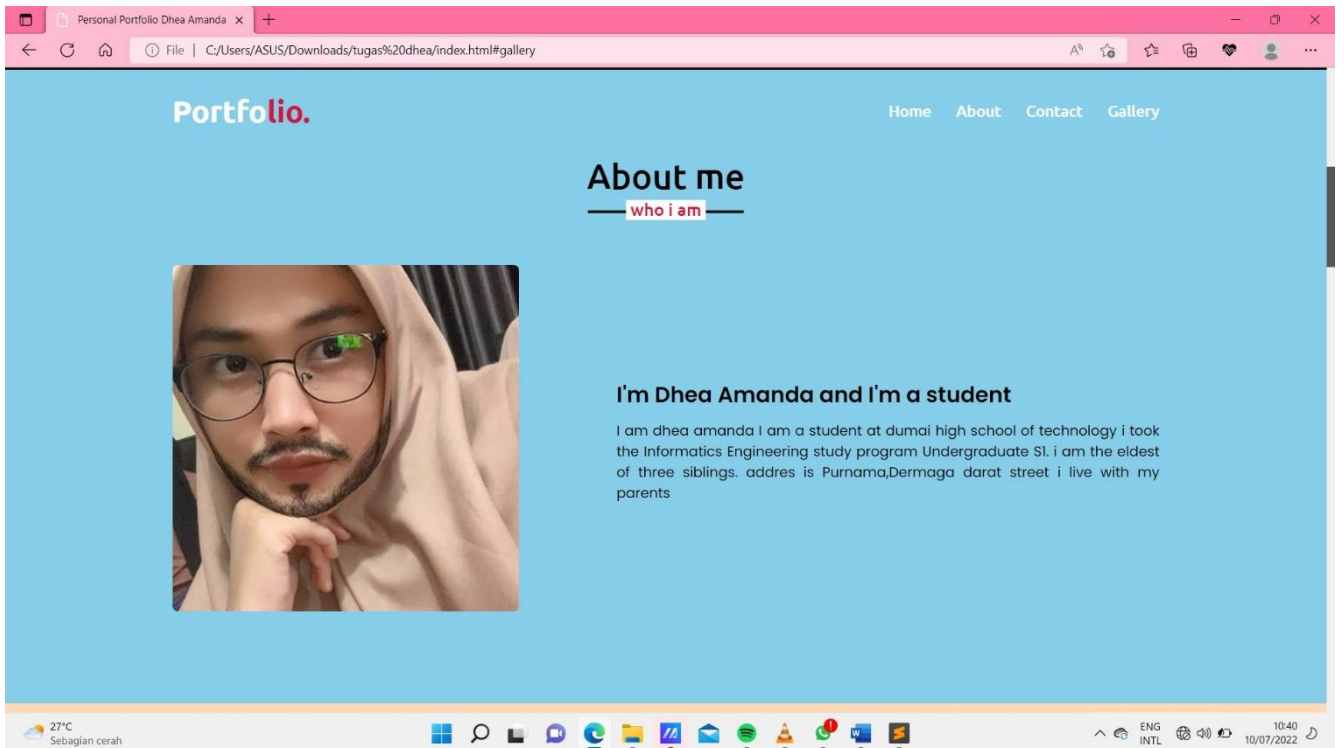 Personal Portfolio Dhea Amanda
File | C:/Users/ASUS/Downloads/tugas%20dhea/index.html#gallery
Portfolio.
Home About Contact Gallery
About me
who i am
I'm Dhea Amanda and I'm a student
I am dhea amanda I am a student at dumai high school of technology i took
the Informatics Engineering study program Undergraduate S1. i am the eldest
of three siblings. addres is Purnama,Dermaga darat street i live with my
parents
27°C
Sebagian cerah
ENG
INTL
10:40
10/07/2022